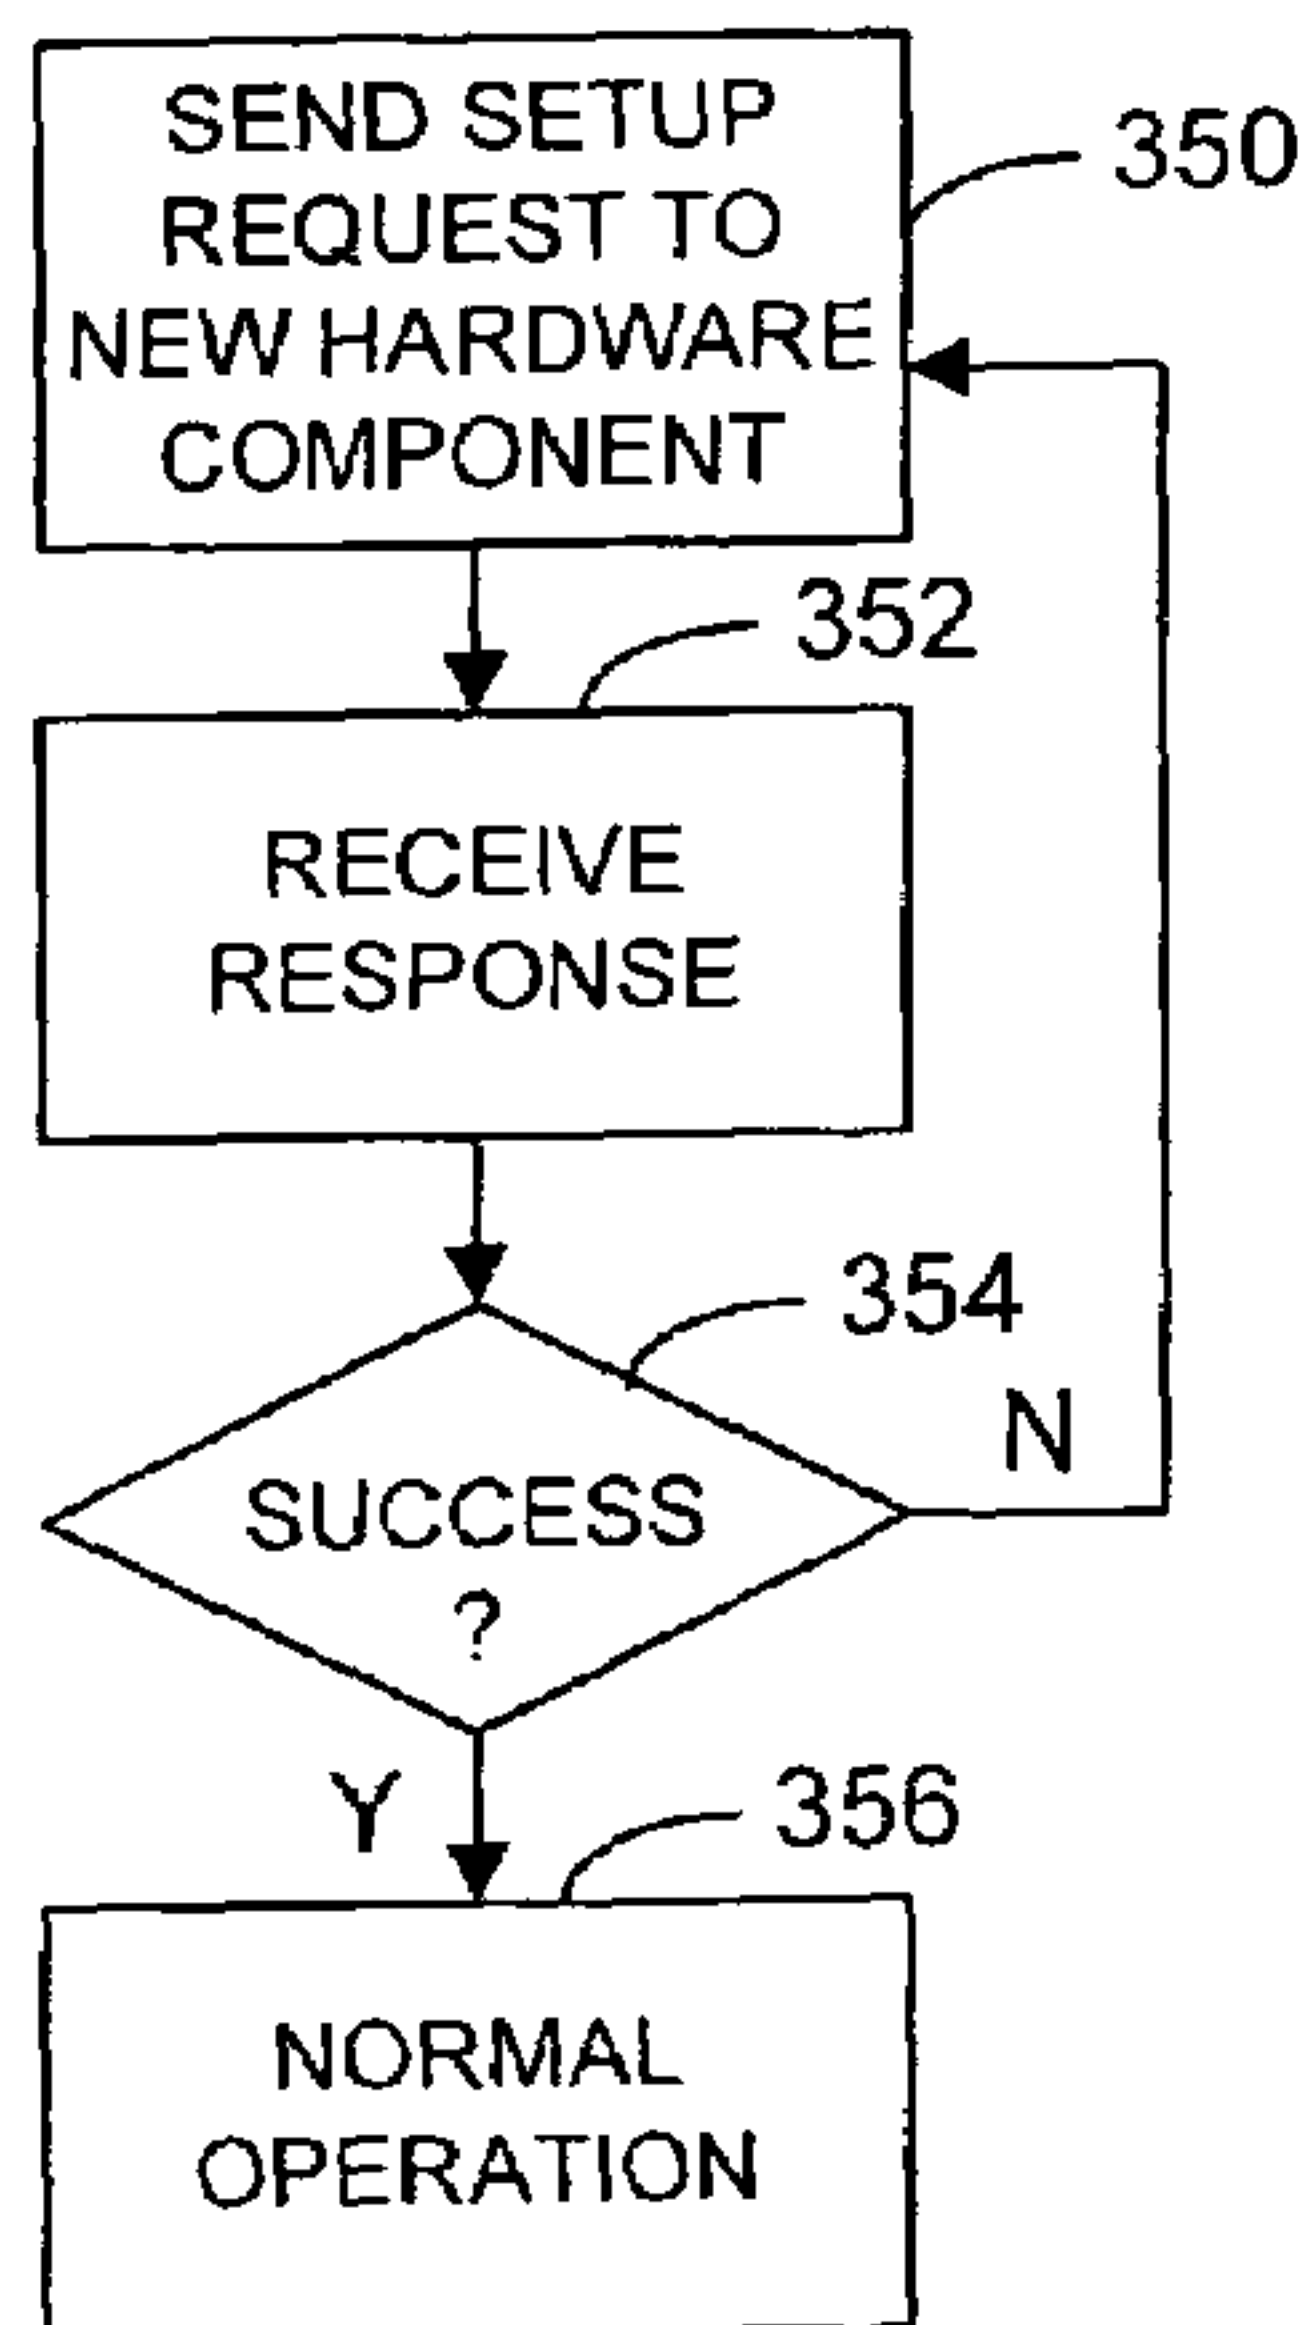 SEND SETUP
REQUEST TO
NEW HARDWARE
COMPONENT
350
352
RECEIVE
RESPONSE
354
SUCCESS
?
N
Y
356
NORMAL
OPERATION